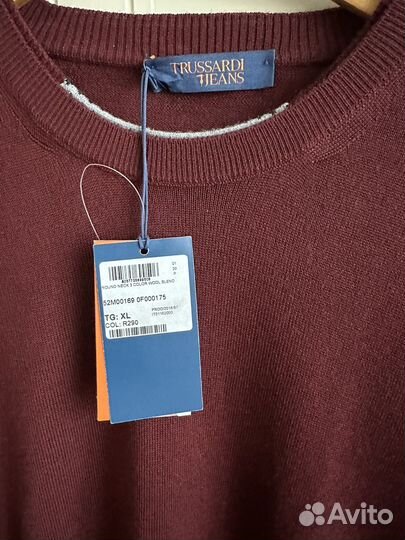 TRUSSARDI
JEANS
ROUND NECK 3 COLOR WOOL BLEND
52M00169 0F000175
TG: XL
COL: R290
Avito